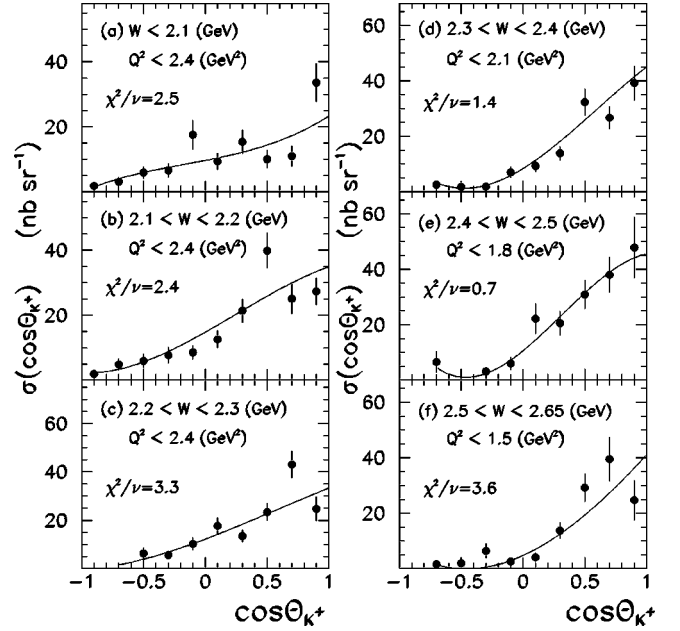 (a) W < 2.1 (GeV)
Q² < 2.4 (GeV²)
χ²/ν=2.5
40
20
(b) 2.1 < W < 2.2 (GeV)
Q² < 2.4 (GeV²)
χ²/ν=2.4
40
20
(c) 2.2 < W < 2.3 (GeV)
Q² < 2.4 (GeV²)
χ²/ν=3.3
60
40
20
-1 -0.5 0 0.5 1
cosΘK+
σ(cosΘK+) (nb sr⁻¹)
(d) 2.3 < W < 2.4 (GeV)
Q² < 2.1 (GeV²)
χ²/ν=1.4
60
40
20
(e) 2.4 < W < 2.5 (GeV)
Q² < 1.8 (GeV²)
χ²/ν=0.7
60
40
20
(f) 2.5 < W < 2.65 (GeV)
Q² < 1.5 (GeV²)
χ²/ν=3.6
60
40
20
-1 -0.5 0 0.5 1
cosΘK+
σ(cosΘK+) (nb sr⁻¹)